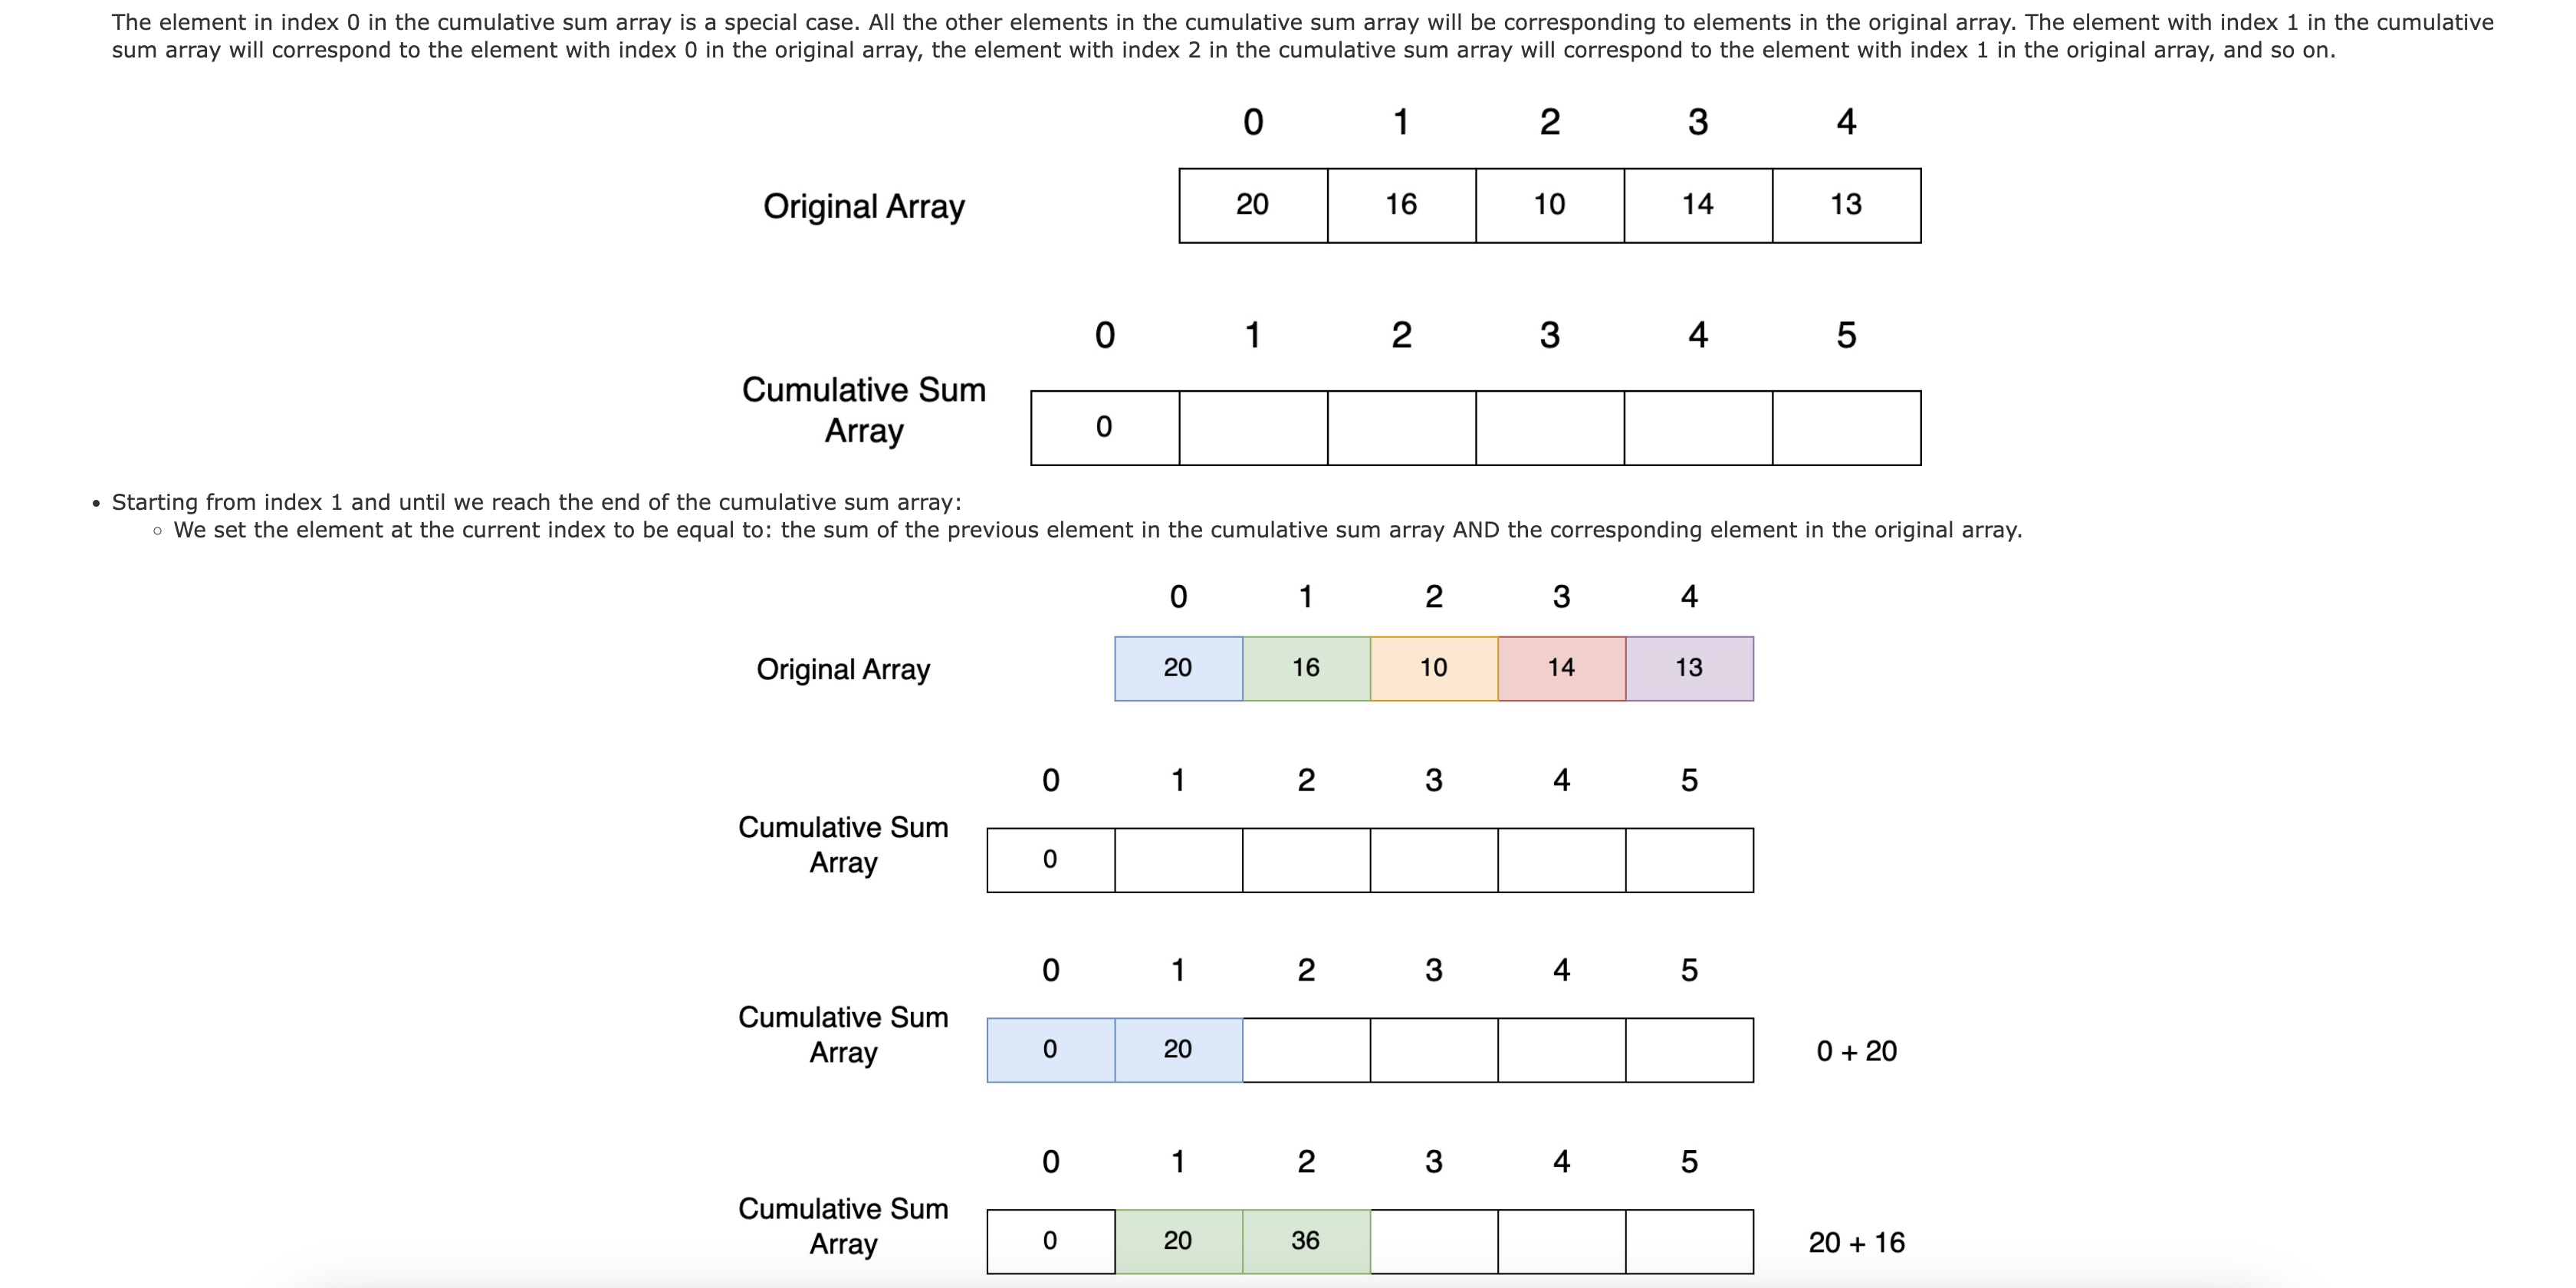 The element in index 0 in the cumulative sum array is a special case. All the other elements in the cumulative sum array will be corresponding to elements in the original array. The element with index 1 in the cumulative
sum array will correspond to the element with index 0 in the original array, the element with index 2 in the cumulative sum array will correspond to the element with index 1 in the original array, and so on.
0 1 2 3 4
Original Array 20 16 10 14 13
0 1 2 3 4 5
Cumulative Sum
Array 0
• Starting from index 1 and until we reach the end of the cumulative sum array:
◦ We set the element at the current index to be equal to: the sum of the previous element in the cumulative sum array AND the corresponding element in the original array.
0 1 2 3 4
Original Array 20 16 10 14 13
0 1 2 3 4 5
Cumulative Sum
Array 0
0 1 2 3 4 5
Cumulative Sum
Array 0 20 0 + 20
0 1 2 3 4 5
Cumulative Sum
Array 0 20 36 20 + 16